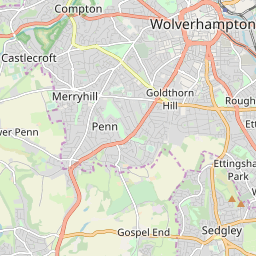 Compton
Wolverhampton
Castlecroft
Merryhill
Goldthorn
Hill
Rough
Penn
Ett
wer Penn
Ettingsha
Park
Gospel End
Sedgley